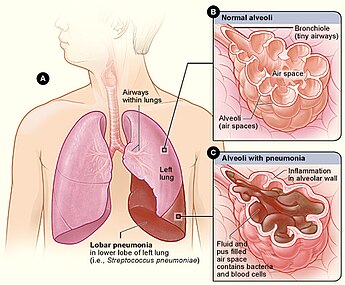 A
Airways
within lungs
Left
lung
Lobar pneumonia
in lower lobe of left lung
(i.e., Streptococcus pneumoniae)
B
Normal alveoli
Bronchiole
(tiny airways)
Air space
Alveoli
(air spaces)
C
Alveoli with pneumonia
Inflammation
in alveolar wall
Fluid and
pus filled
air space
contains bacteria
and blood cells